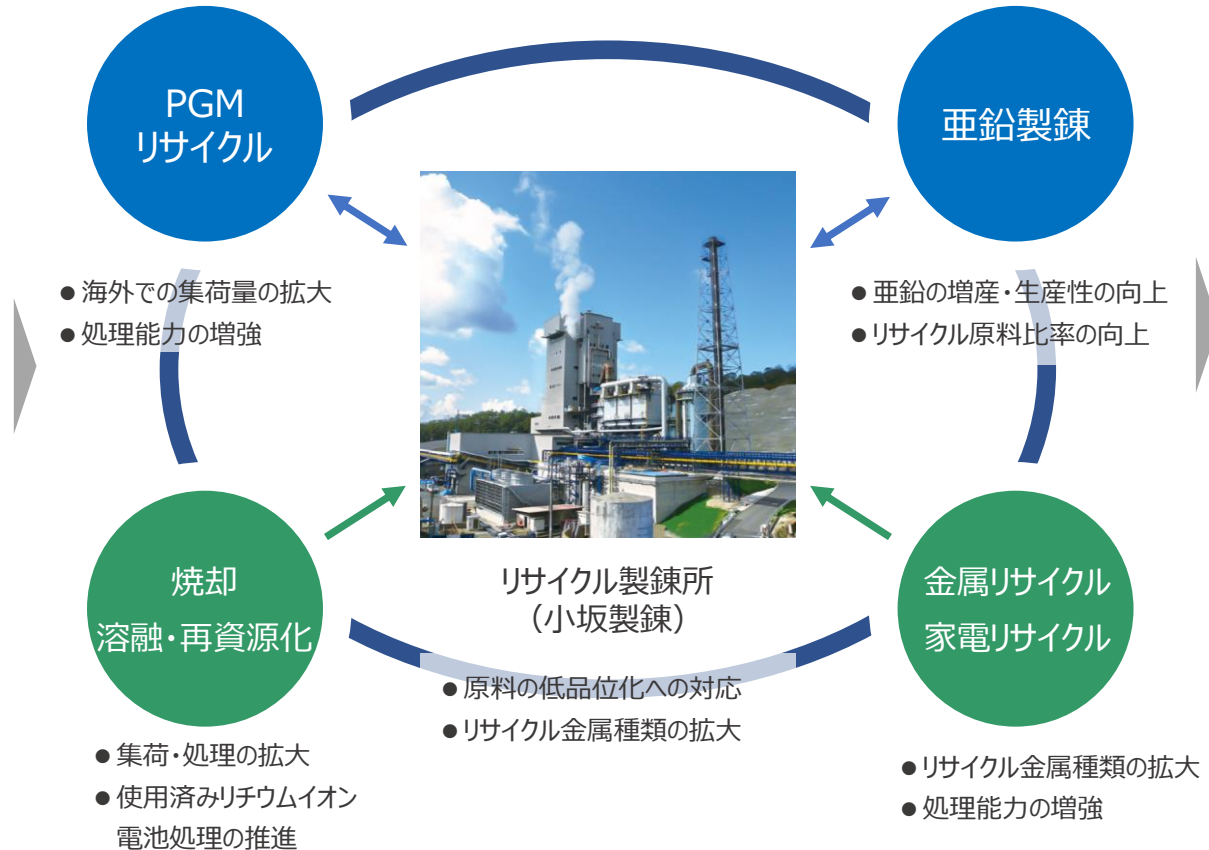 PGM
リサイクル
亜鉛製錬
● 海外での集荷量の拡大
● 処理能力の増強
● 亜鉛の増産・生産性の向上
● リサイクル原料比率の向上
焼却
溶融・再資源化
リサイクル製錬所
（小坂製錬）
金属リサイクル
家電リサイクル
● 原料の低品位化への対応
● リサイクル金属種類の拡大
● 集荷・処理の拡大
● 使用済みリチウムイオン
電池処理の推進
● リサイクル金属種類の拡大
● 処理能力の増強